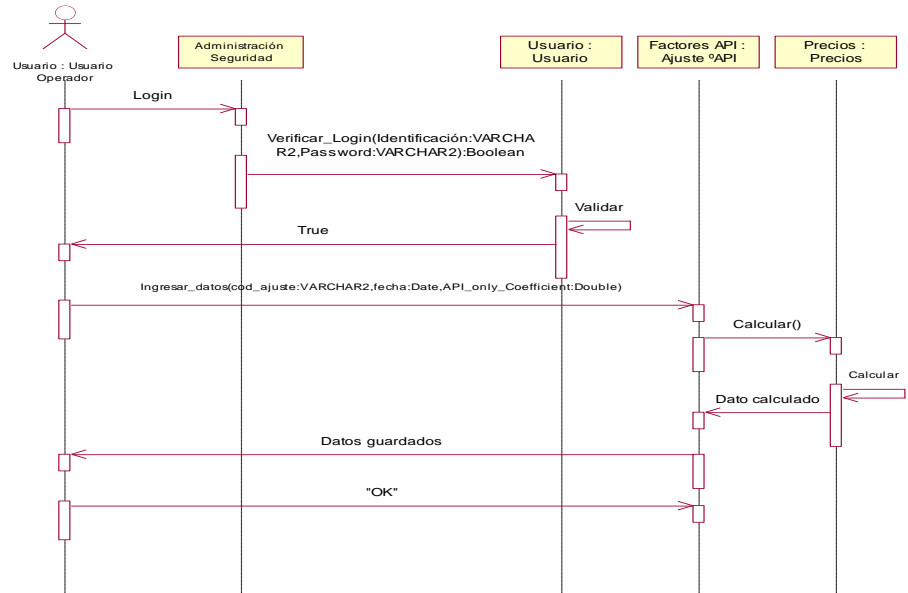 Usuario : Usuario
Operador
Administración
Seguridad
Usuario :
Usuario
Factores API :
Ajuste ºAPI
Precios :
Precios
Login
Verificar_Login(Identificación:VARCHA
R2,Password:VARCHAR2):Boolean
Validar
True
Ingresar_datos(cod_ajuste:VARCHAR2,fecha:Date,API_only_Coefficient:Double)
Calcular()
Calcular
Dato calculado
Datos guardados
"OK"